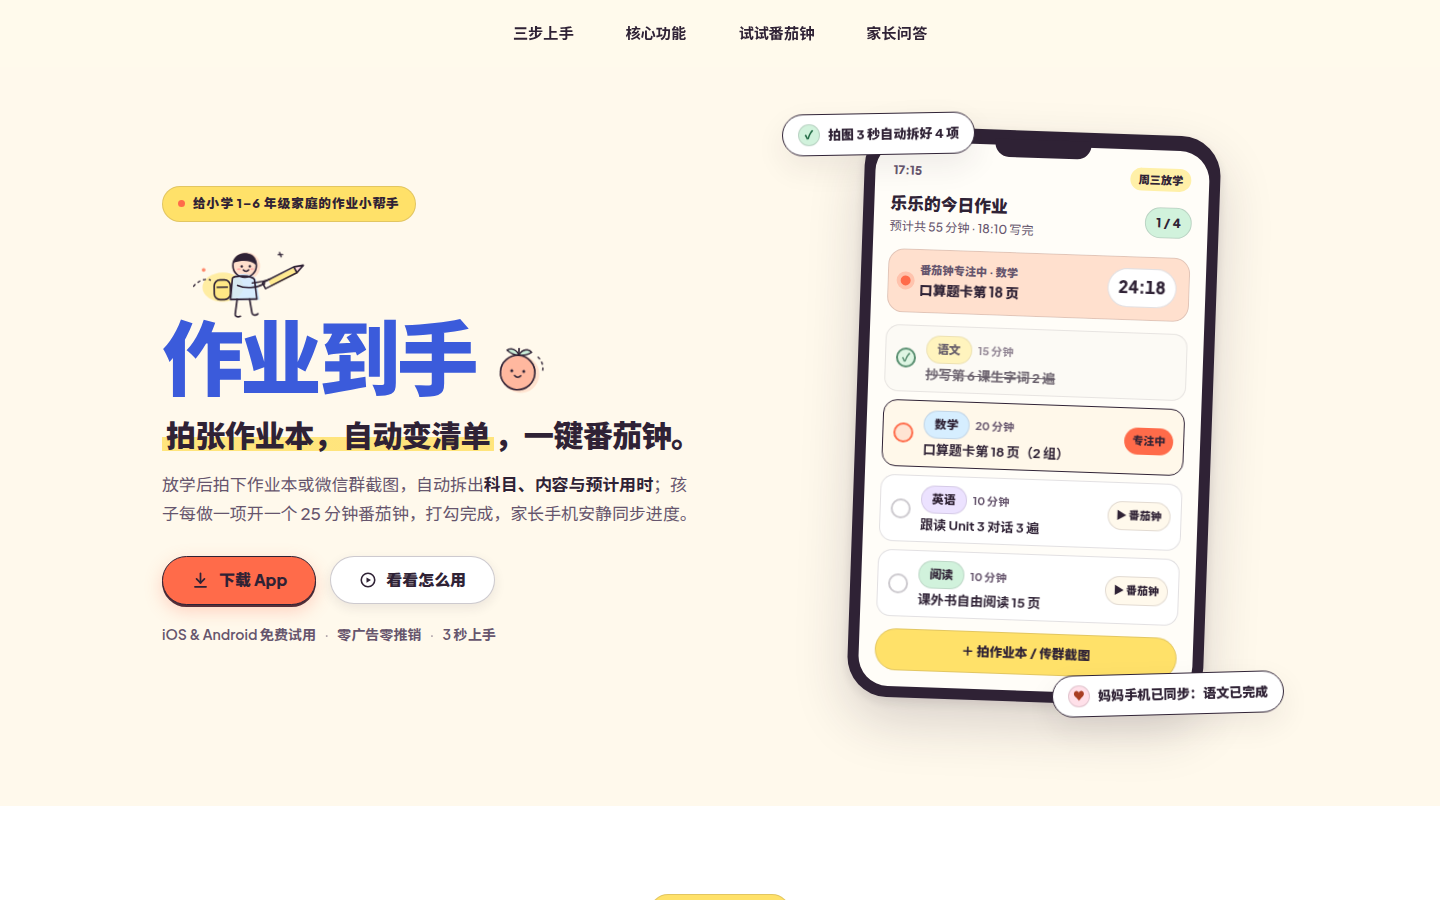 三步上手
核心功能
试试番茄钟
家长问答
给小学 1–6 年级家庭的作业小帮手
作业到手
拍张作业本，自动变清单，一键番茄钟。
放学后拍下作业本或微信群截图，自动拆出科目、内容与预计用时；孩
子每做一项开一个 25 分钟番茄钟，打勾完成，家长手机安静同步进度。
下载 App
看看怎么用
iOS & Android 免费试用 · 零广告零推销 · 3 秒上手
✓ 拍图 3 秒自动拆好 4 项
17:15
周三放学
乐乐的今日作业
预计共 55 分钟 · 18:10 写完
1 / 4
番茄钟专注中 · 数学
口算题卡第 18 页
24:18
语文 15 分钟
抄写第 6 课生字词 2 遍
数学 20 分钟
口算题卡第 18 页（2 组）
专注中
英语 10 分钟
跟读 Unit 3 对话 3 遍
▶ 番茄钟
阅读 10 分钟
课外书自由阅读 15 页
▶ 番茄钟
+ 拍作业本 / 传群截图
♥ 妈妈手机已同步：语文已完成